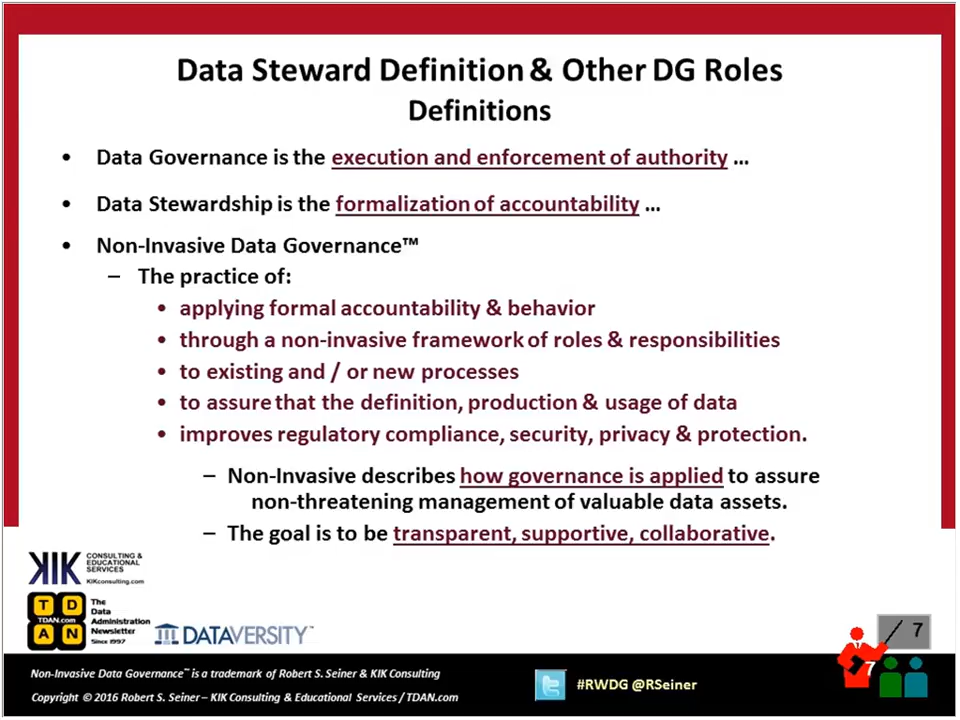 Data Steward Definition & Other DG Roles
Definitions
• Data Governance is the execution and enforcement of authority ...
• Data Stewardship is the formalization of accountability ...
• Non-Invasive Data Governance™
– The practice of:
• applying formal accountability & behavior
• through a non-invasive framework of roles & responsibilities
• to existing and / or new processes
• to assure that the definition, production & usage of data
• improves regulatory compliance, security, privacy & protection.
– Non-Invasive describes how governance is applied to assure
non-threatening management of valuable data assets.
– The goal is to be transparent, supportive, collaborative.
KIK CONSULTING &
EDUCATIONAL
SERVICES
KIKconsulting.com
T D
TDAN.com
A N
The
Data
Administration
Newsletter
Since 1997
DATAVERSITY™
/ 7
7
Non-Invasive Data Governance™ is a trademark of Robert S. Seiner & KIK Consulting
Copyright © 2016 Robert S. Seiner – KIK Consulting & Educational Services / TDAN.com
#RWDG @RSeiner